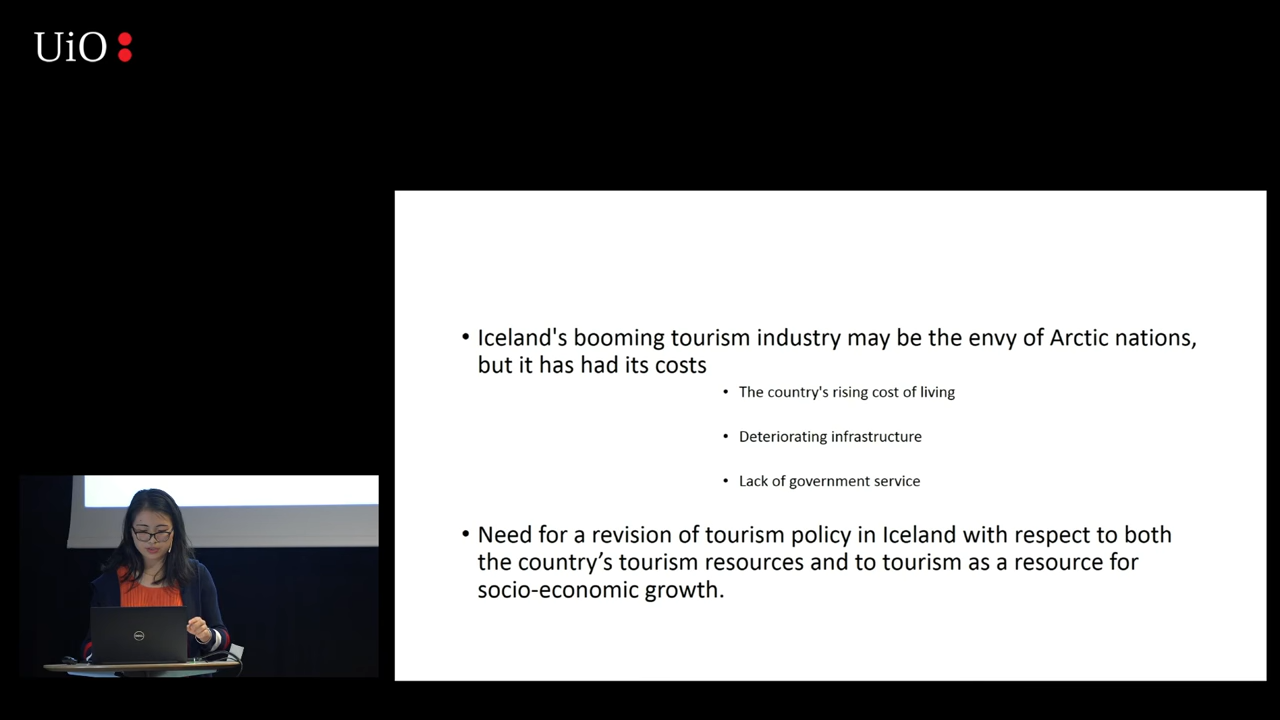 UiO:
• Iceland's booming tourism industry may be the envy of Arctic nations,
but it has had its costs
• The country's rising cost of living
• Deteriorating infrastructure
• Lack of government service
• Need for a revision of tourism policy in Iceland with respect to both
the country’s tourism resources and to tourism as a resource for
socio-economic growth.
DELL